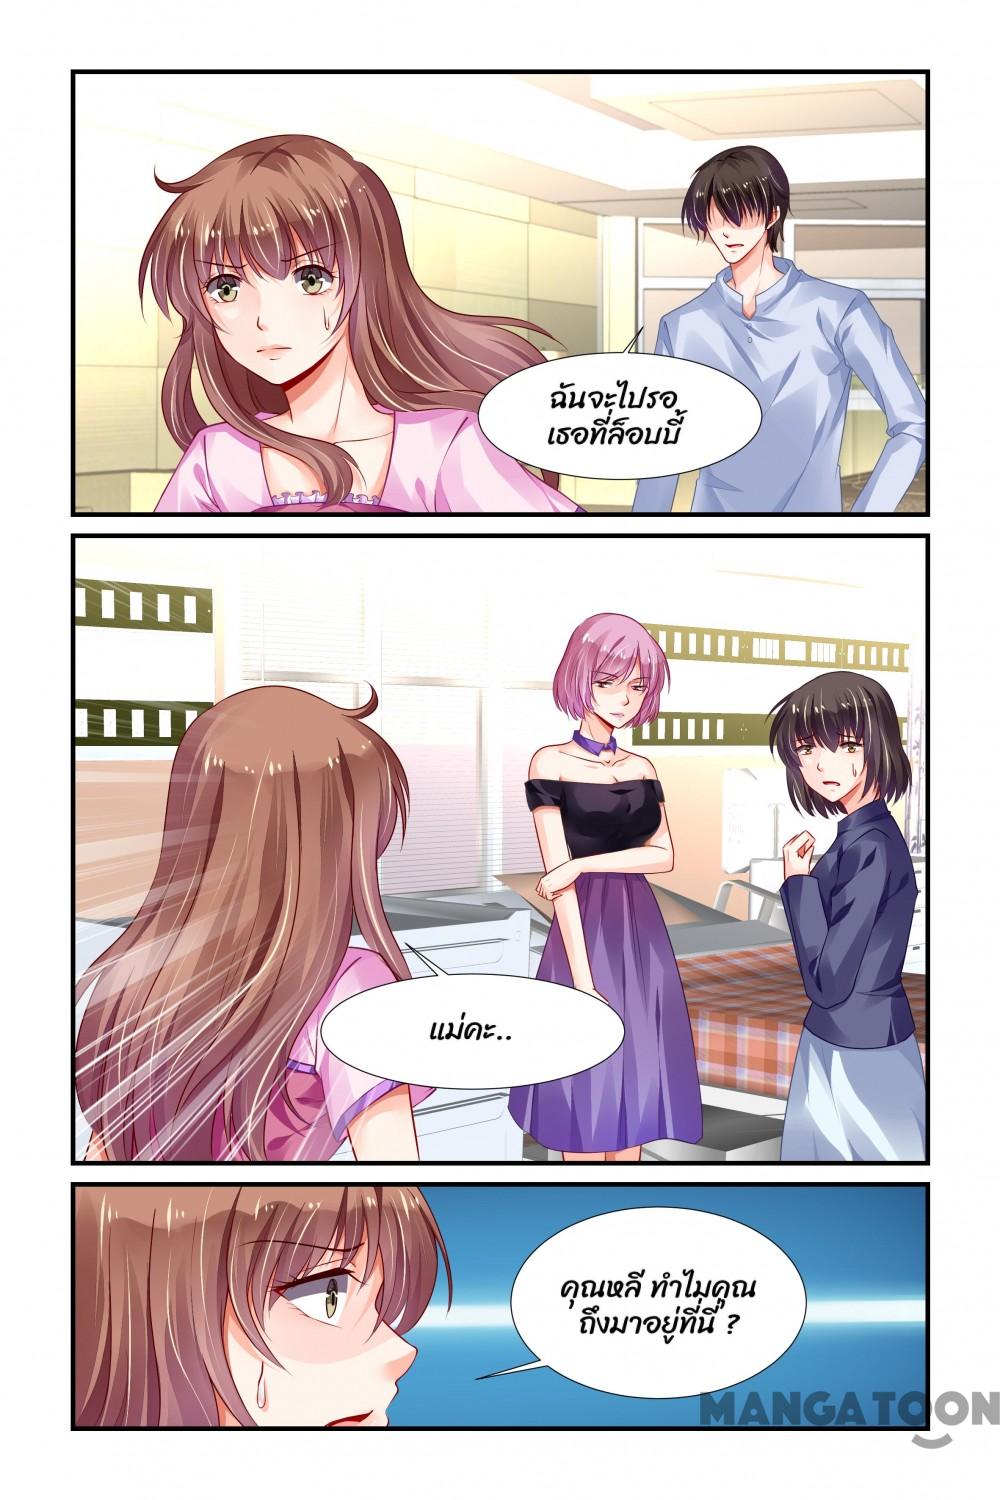 ฉันจะไปรอ
เธอที่ล็อบบี้
แม่คะ..
คุณหลี ทำไมคุณ
ถึงมาอยู่ที่นี่ ?
MANGATOON